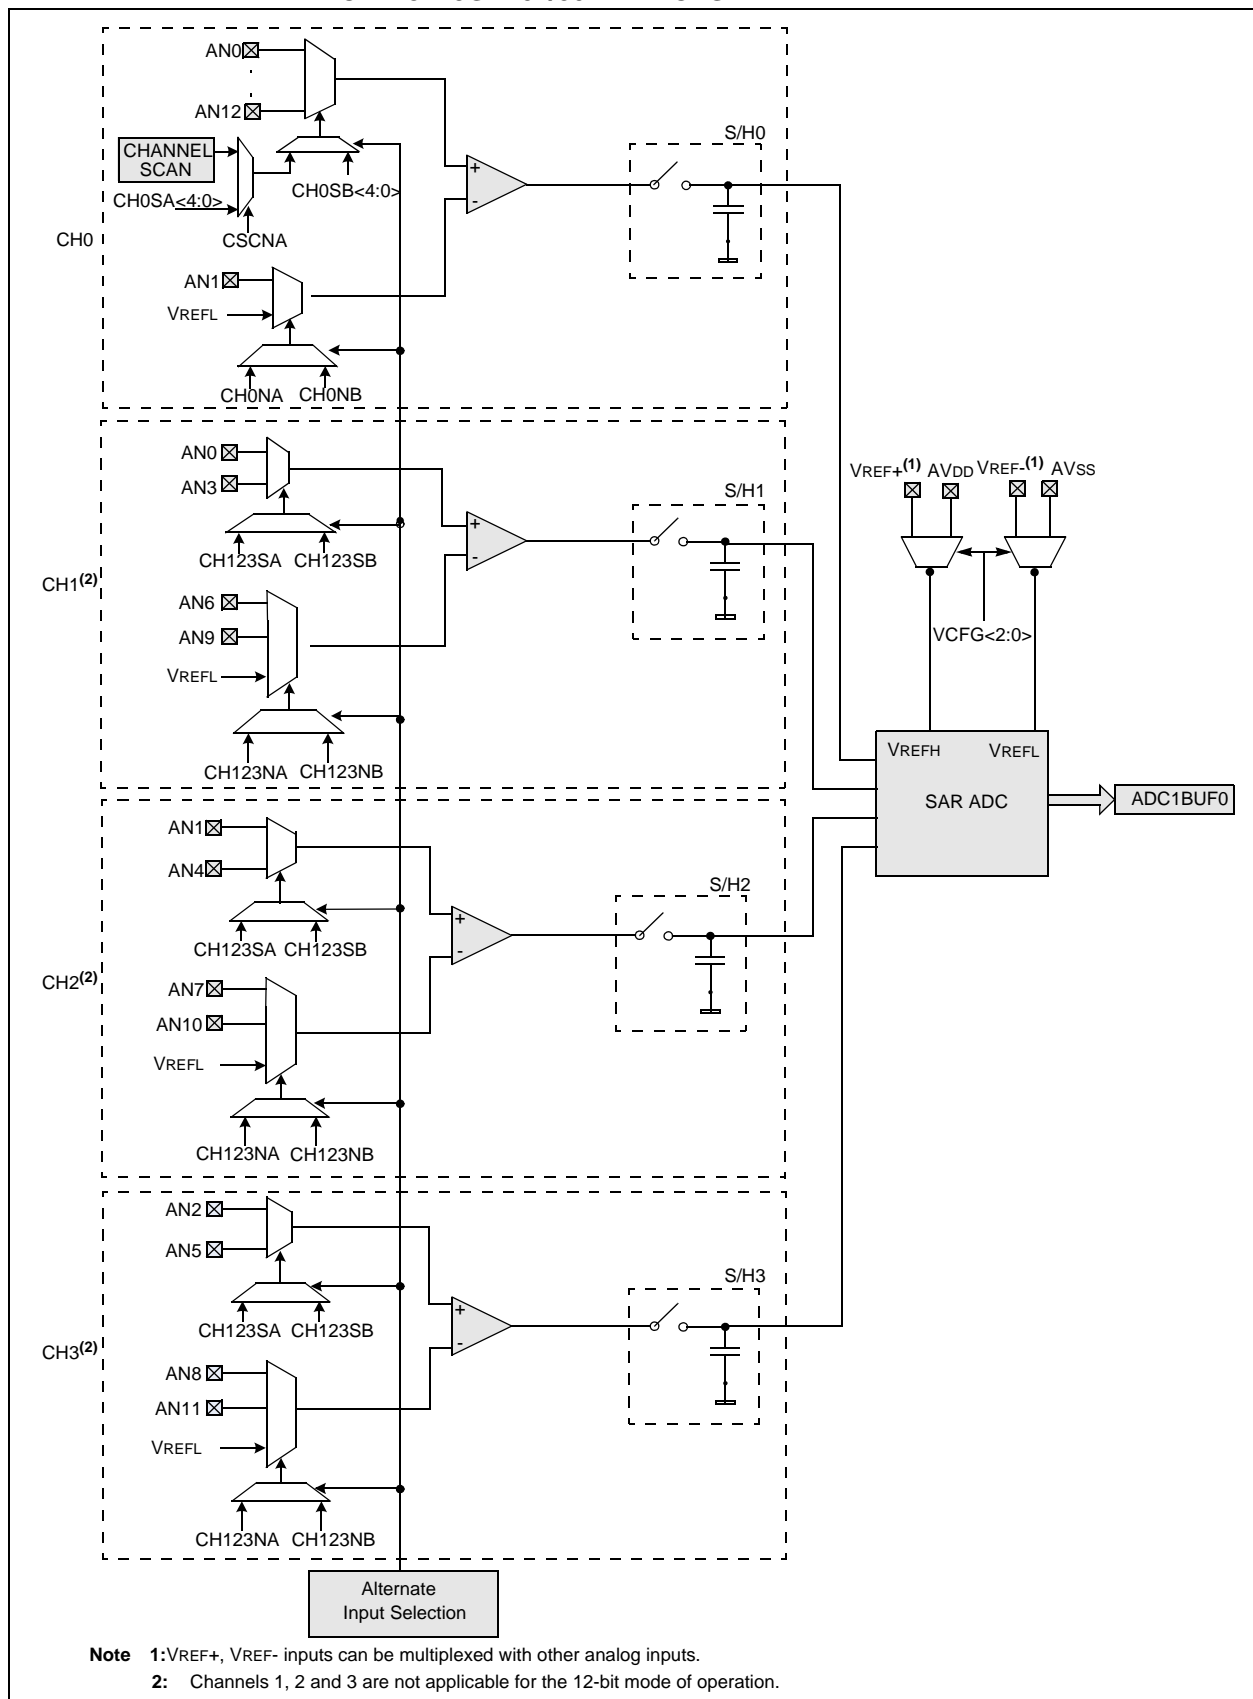 AN0
AN12
CHANNEL
SCAN
CH0SA<4:0>
CH0SB<4:0>
CSCNA
CH0
AN1
VREFL
CH0NA CH0NB
+
-
S/H0
AN0
AN3
CH123SA CH123SB
CH1(2)
AN6
AN9
VREFL
CH123NA CH123NB
+
-
S/H1
VREF+(1) AVDD VREF-(1) AVSS
VCFG<2:0>
VREFH VREFL
SAR ADC
ADC1BUF0
AN1
AN4
CH123SA CH123SB
CH2(2)
AN7
AN10
VREFL
CH123NA CH123NB
+
-
S/H2
AN2
AN5
CH123SA CH123SB
CH3(2)
AN8
AN11
VREFL
CH123NA CH123NB
+
-
S/H3
Alternate
Input Selection
Note 1:VREF+, VREF- inputs can be multiplexed with other analog inputs.
2: Channels 1, 2 and 3 are not applicable for the 12-bit mode of operation.